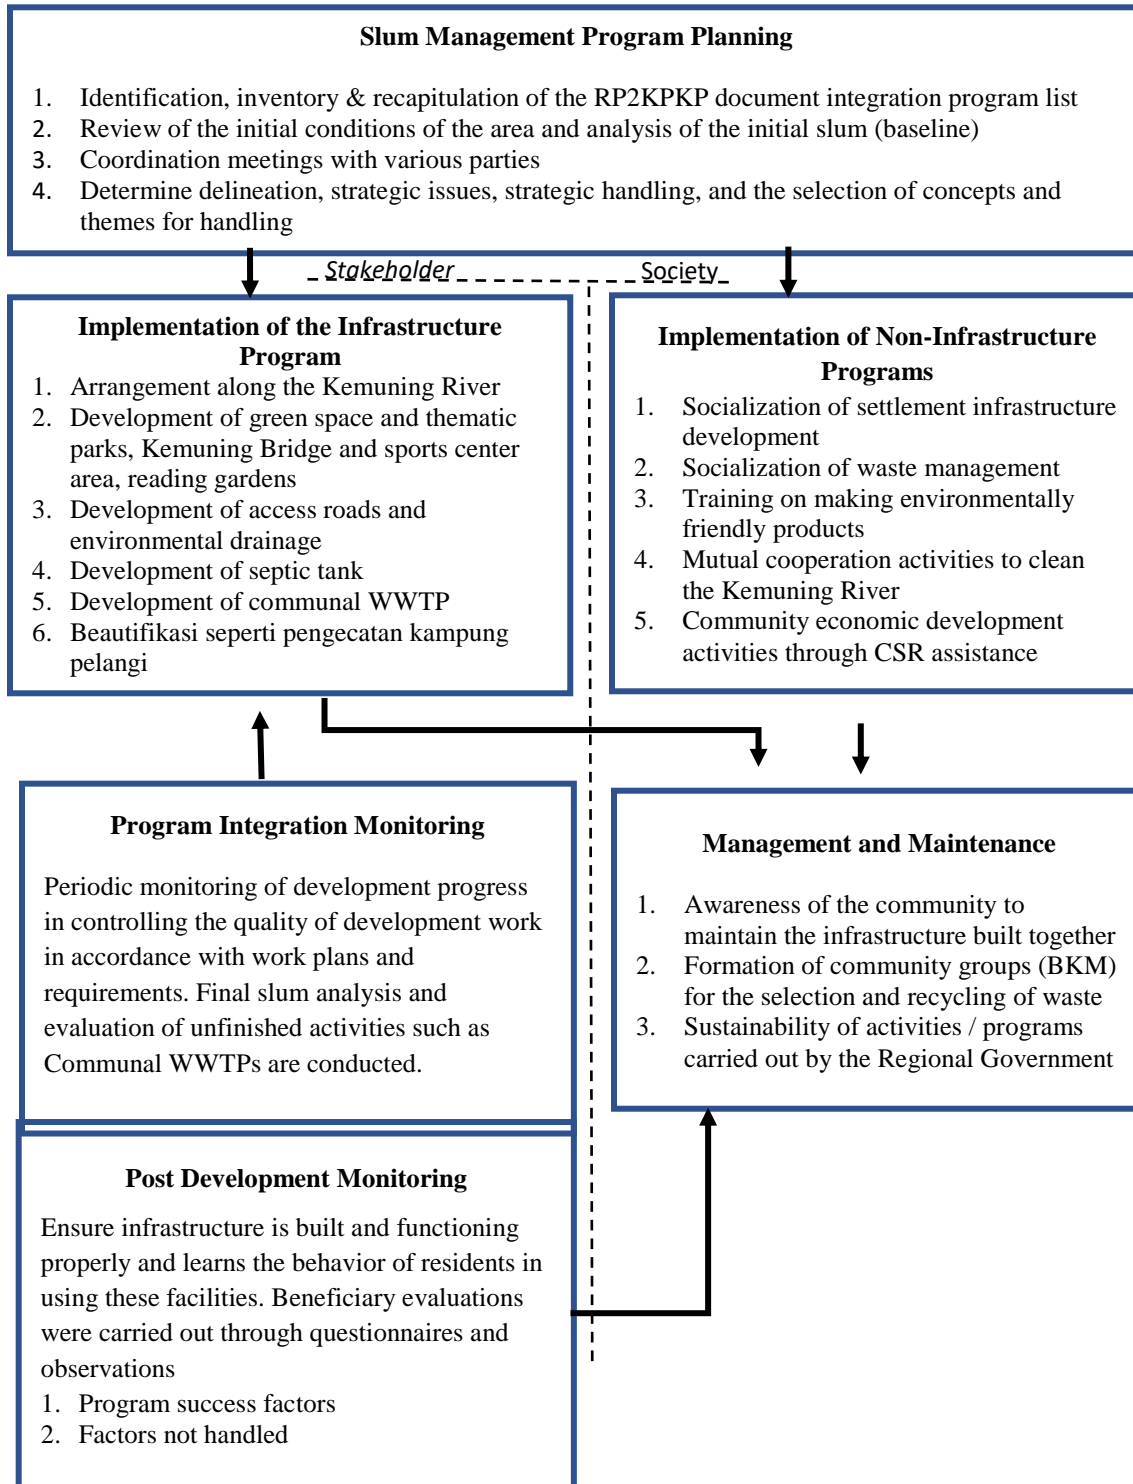 Slum Management Program Planning
1. Identification, inventory & recapitulation of the RP2KPKP document integration program list
2. Review of the initial conditions of the area and analysis of the initial slum (baseline)
3. Coordination meetings with various parties
4. Determine delineation, strategic issues, strategic handling, and the selection of concepts and
themes for handling
Stakeholder
Society
Implementation of the Infrastructure
Program
1. Arrangement along the Kemuning River
2. Development of green space and thematic
parks, Kemuning Bridge and sports center
area, reading gardens
3. Development of access roads and
environmental drainage
4. Development of septic tank
5. Development of communal WWTP
6. Beautifikasi seperti pengecatan kampung
pelangi
Implementation of Non-Infrastructure
Programs
1. Socialization of settlement infrastructure
development
2. Socialization of waste management
3. Training on making environmentally
friendly products
4. Mutual cooperation activities to clean
the Kemuning River
5. Community economic development
activities through CSR assistance
Program Integration Monitoring
Periodic monitoring of development progress
in controlling the quality of development work
in accordance with work plans and
requirements. Final slum analysis and
evaluation of unfinished activities such as
Communal WWTPs are conducted.
Management and Maintenance
1. Awareness of the community to
maintain the infrastructure built together
2. Formation of community groups (BKM)
for the selection and recycling of waste
3. Sustainability of activities / programs
carried out by the Regional Government
Post Development Monitoring
Ensure infrastructure is built and functioning
properly and learns the behavior of residents in
using these facilities. Beneficiary evaluations
were carried out through questionnaires and
observations
1. Program success factors
2. Factors not handled